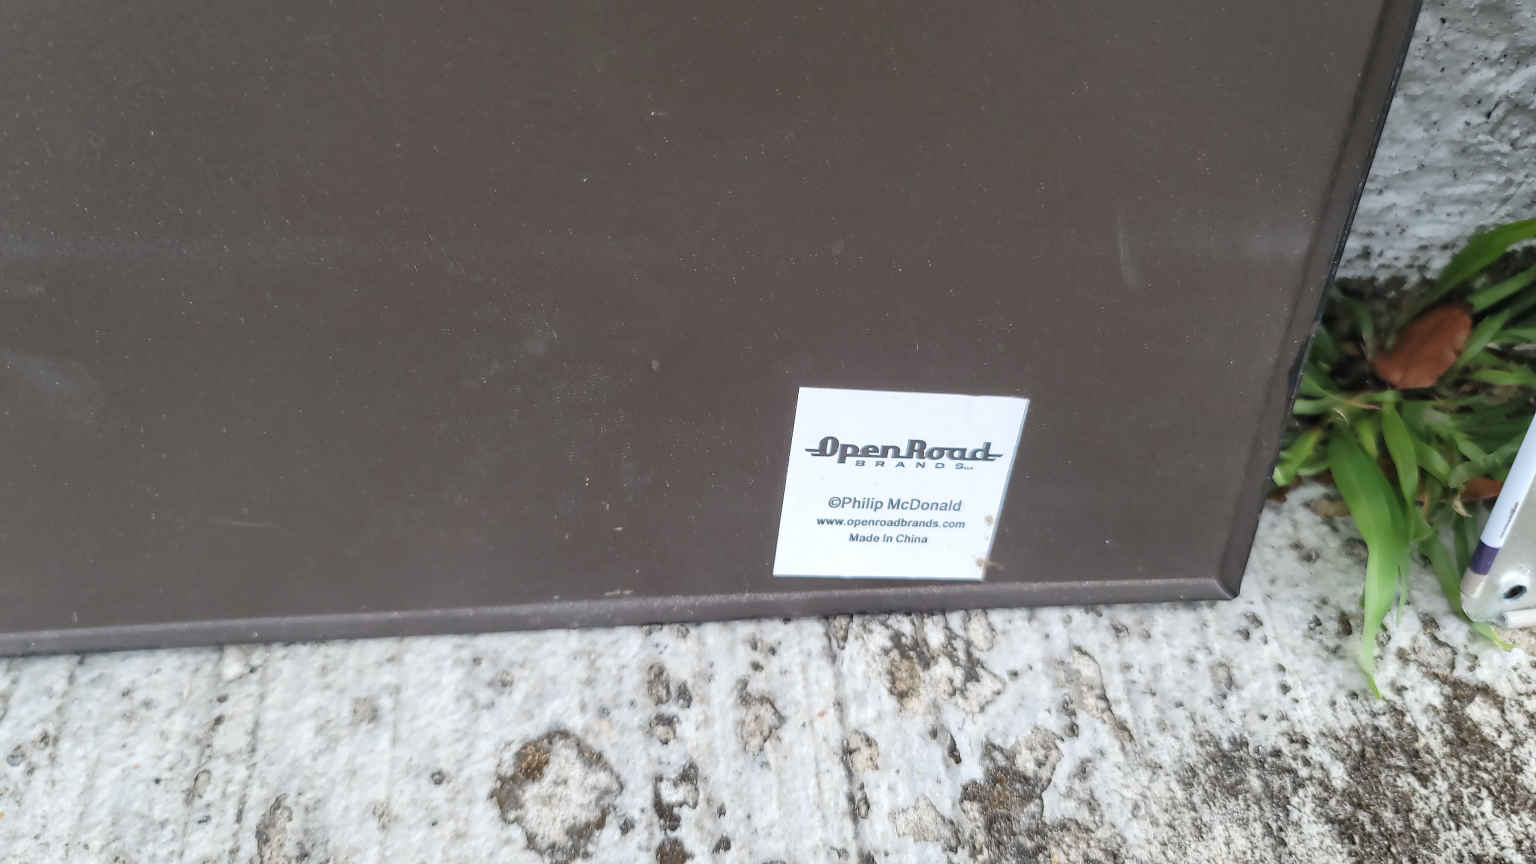 OpenRoad
BRANDS
©Philip McDonald
www.openroadbrands.com
Made In China